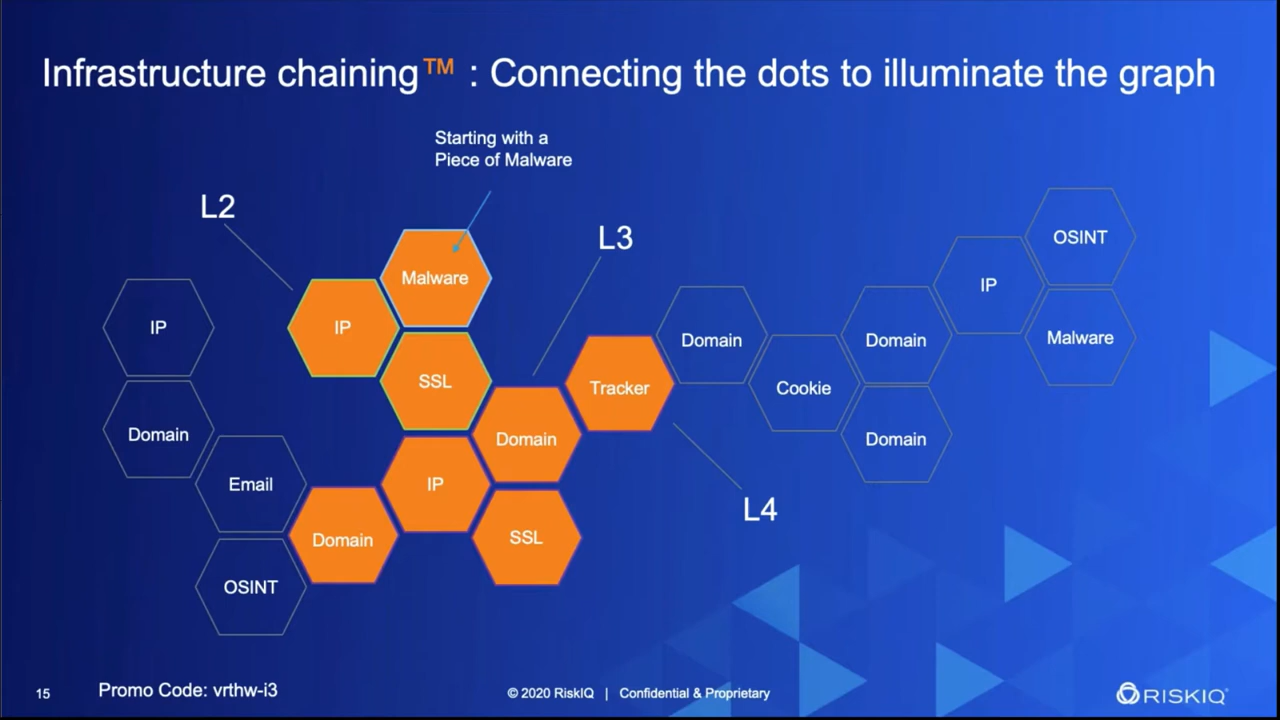 Infrastructure chaining™ : Connecting the dots to illuminate the graph
Starting with a
Piece of Malware
L2
L3
OSINT
Malware
IP
IP
IP
Domain
Domain
Malware
SSL
Tracker
Cookie
Domain
Domain
Domain
Email
IP
L4
Domain
SSL
OSINT
15
Promo Code: vrthw-i3
© 2020 RiskIQ | Confidential & Proprietary
RISKIQ